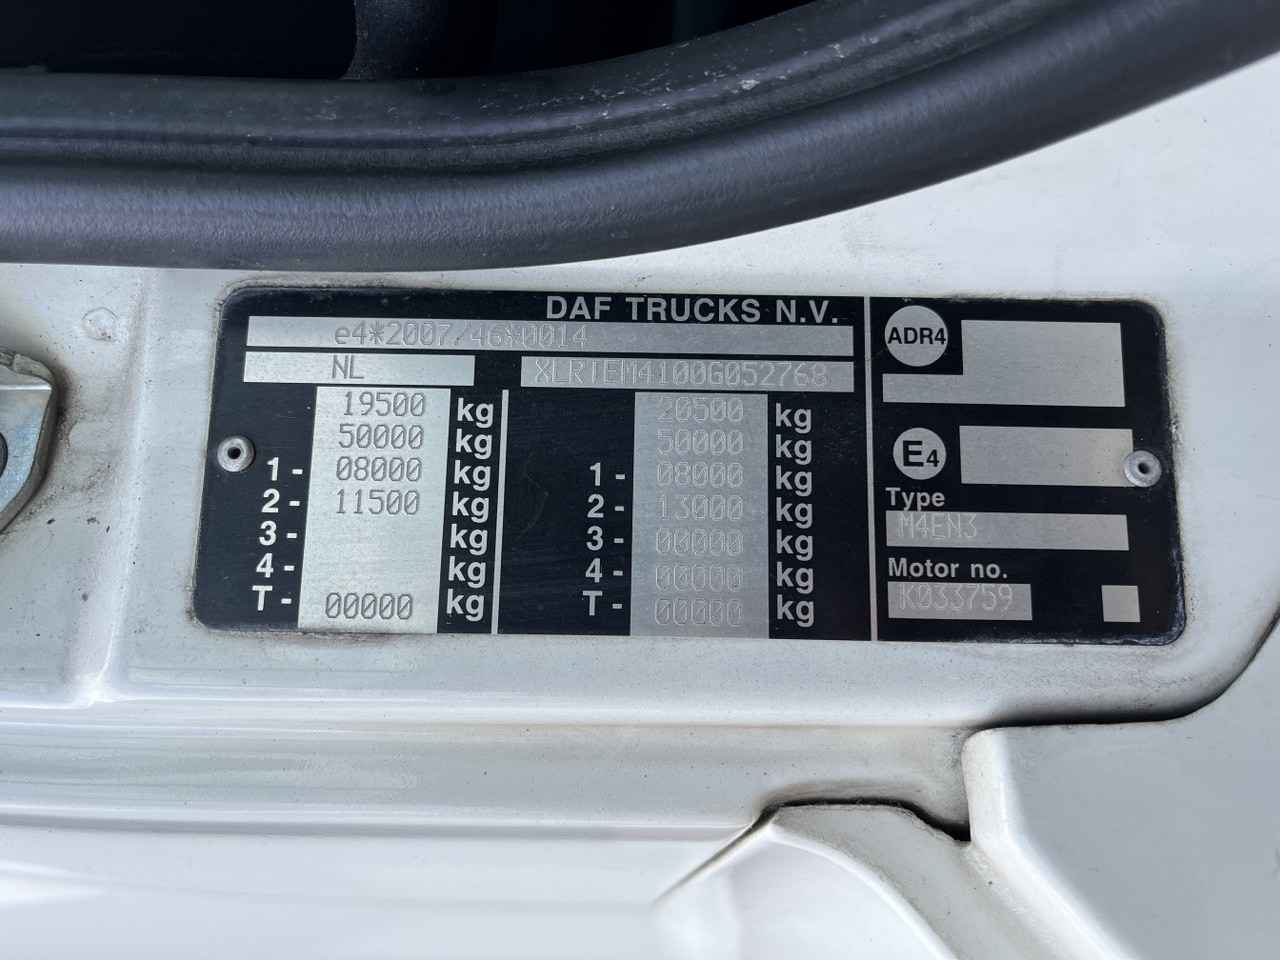 DAF TRUCKS N.V.
e4*2007/46*0014
NL XLRTEM4100G052768
19500 kg 20500 kg
50000 kg 50000 kg
1- 08000 kg 1- 08000 kg
2- 11500 kg 2- 13000 kg
3- kg 3- 00000 kg
4- kg 4- 00000 kg
T- 00000 kg T- 00000 kg
ADR4
E4
Type
M4EN3
Motor no.
K033759